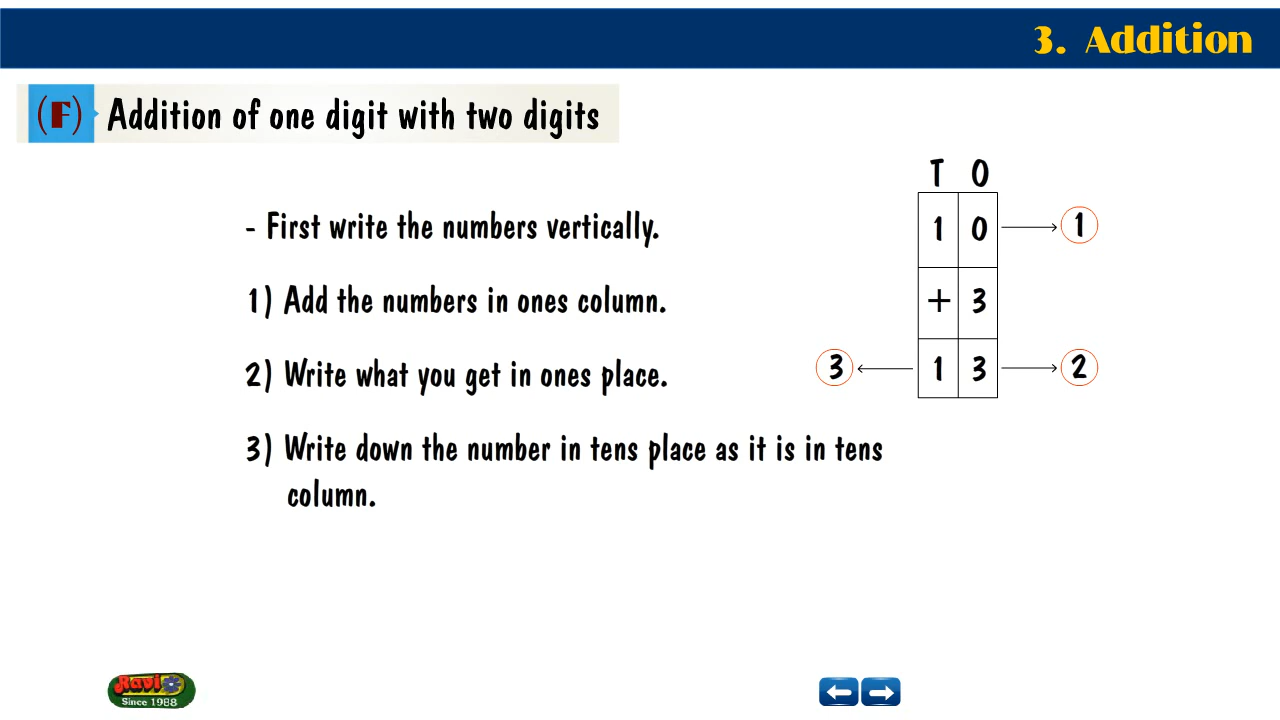 3. Addition
(F) Addition of one digit with two digits
- First write the numbers vertically.
1) Add the numbers in ones column.
2) Write what you get in ones place.
3) Write down the number in tens place as it is in tens
column.
T O
1 0 1
+ 3
3 1 3 2
Ravi
Since 1988